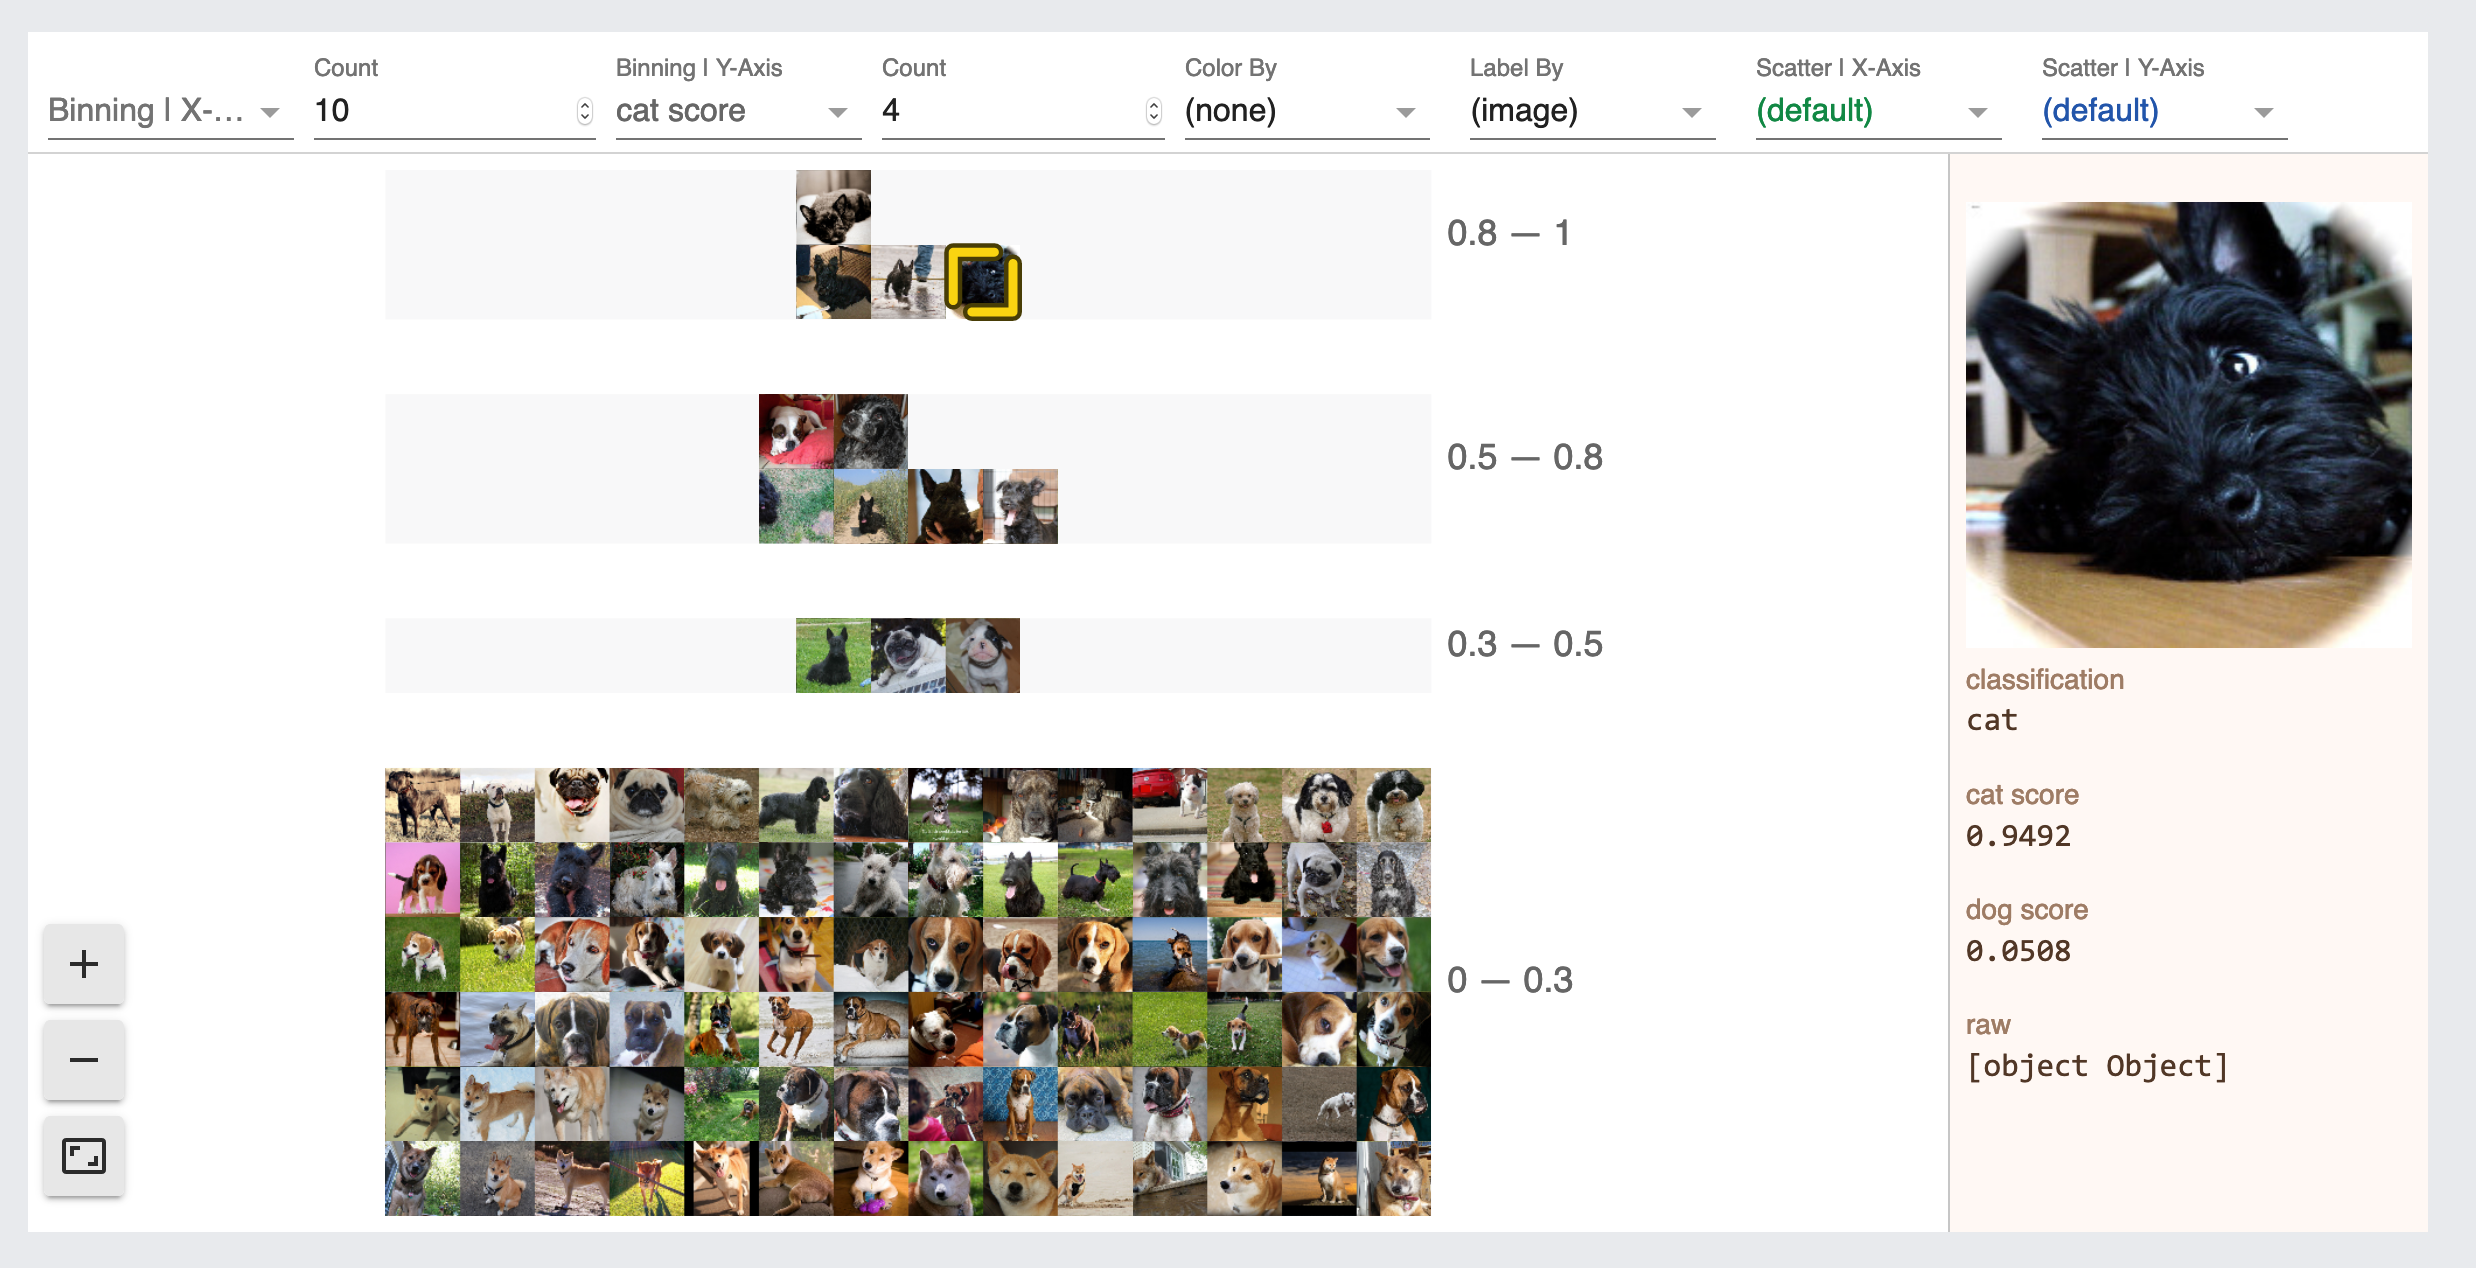 Binning | X-...
Count
10
Binning | Y-Axis
cat score
Count
4
Color By
(none)
Label By
(image)
Scatter | X-Axis
(default)
Scatter | Y-Axis
(default)
0.8 — 1
0.5 — 0.8
0.3 — 0.5
0 — 0.3
classification
cat
cat score
0.9492
dog score
0.0508
raw
[object Object]